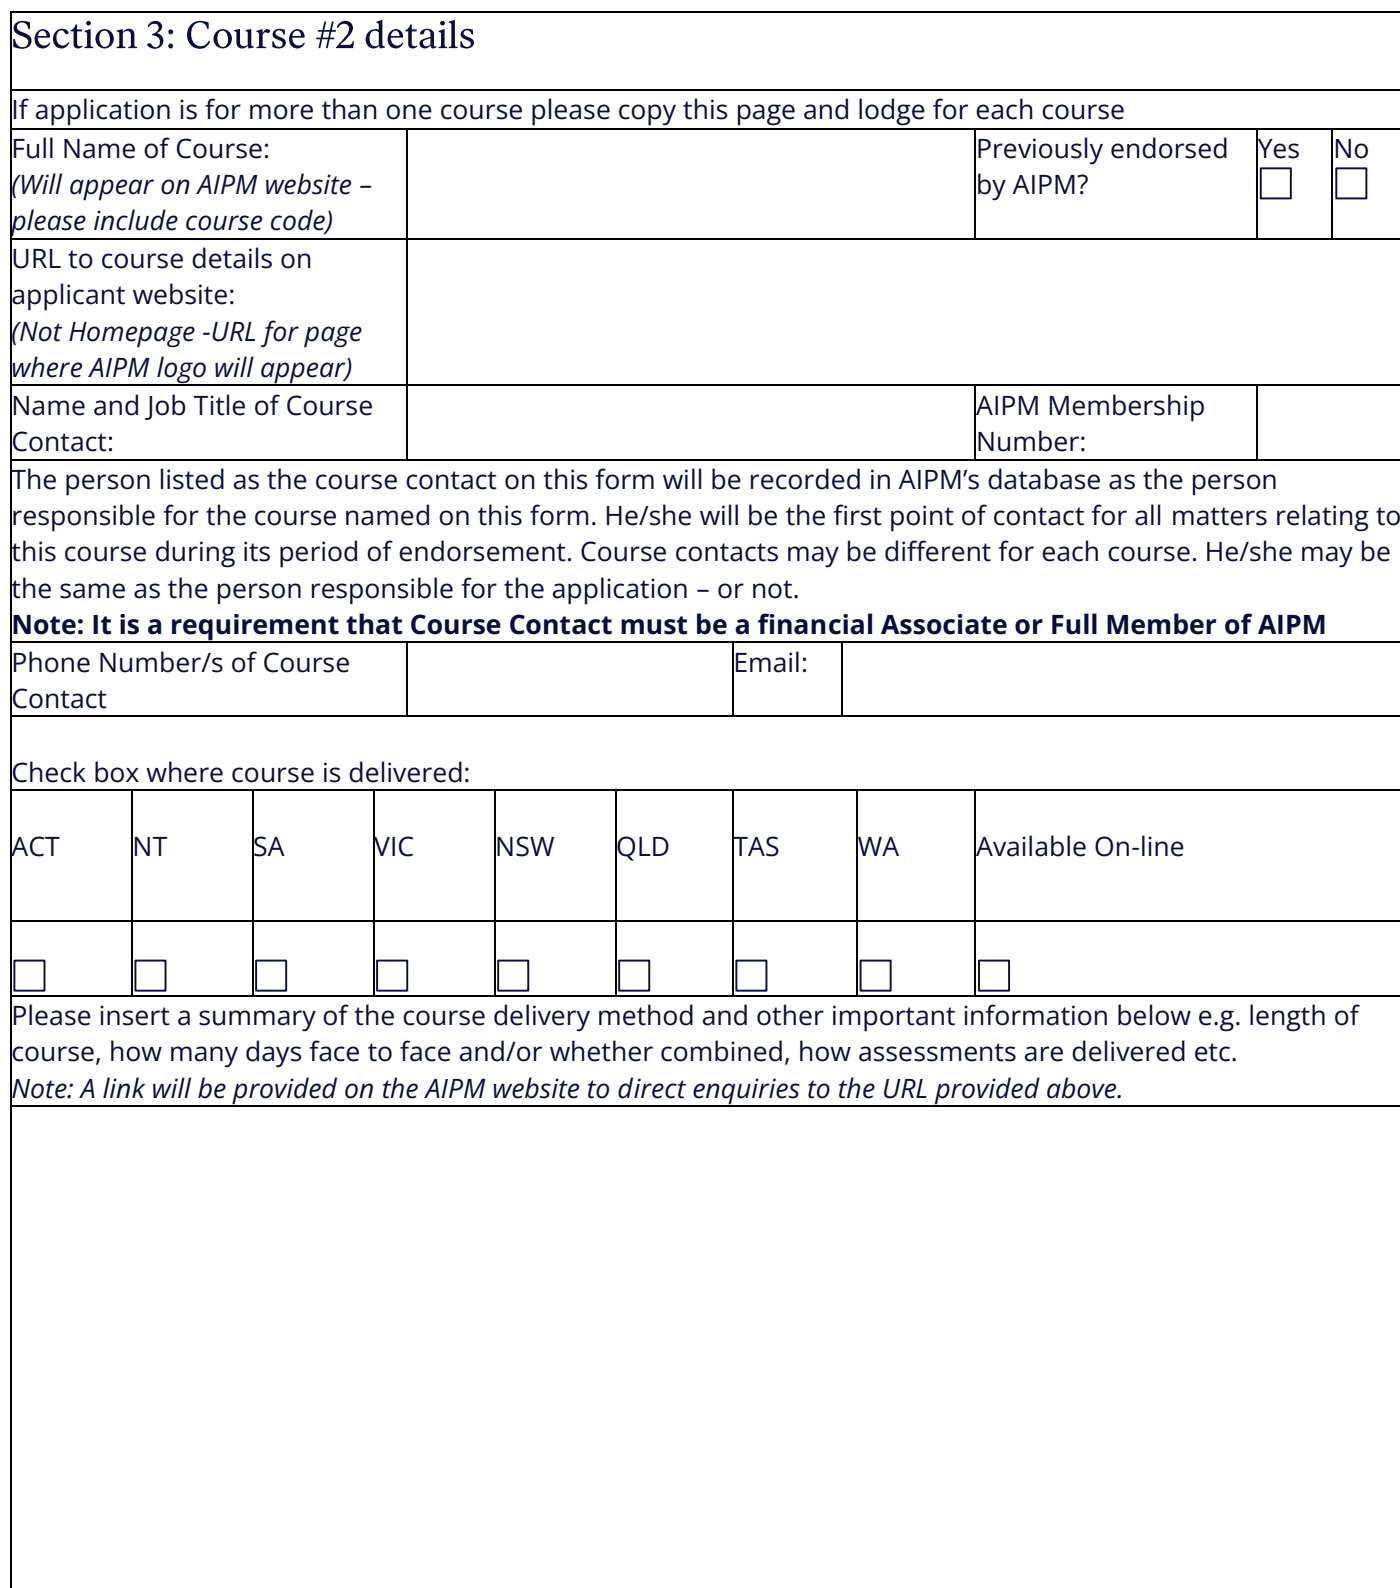 Section 3: Course #2 details
If application is for more than one course please copy this page and lodge for each course
Full Name of Course:
(Will appear on AIPM website –
please include course code)
Previously endorsed
by AIPM?
Yes
No
URL to course details on
applicant website:
(Not Homepage -URL for page
where AIPM logo will appear)
Name and Job Title of Course
Contact:
AIPM Membership
Number:
The person listed as the course contact on this form will be recorded in AIPM’s database as the person
responsible for the course named on this form. He/she will be the first point of contact for all matters relating to
this course during its period of endorsement. Course contacts may be different for each course. He/she may be
the same as the person responsible for the application – or not.
Note: It is a requirement that Course Contact must be a financial Associate or Full Member of AIPM
Phone Number/s of Course
Contact
Email:
Check box where course is delivered:
ACT NT SA VIC NSW QLD TAS WA Available On-line
Please insert a summary of the course delivery method and other important information below e.g. length of
course, how many days face to face and/or whether combined, how assessments are delivered etc.
Note: A link will be provided on the AIPM website to direct enquiries to the URL provided above.